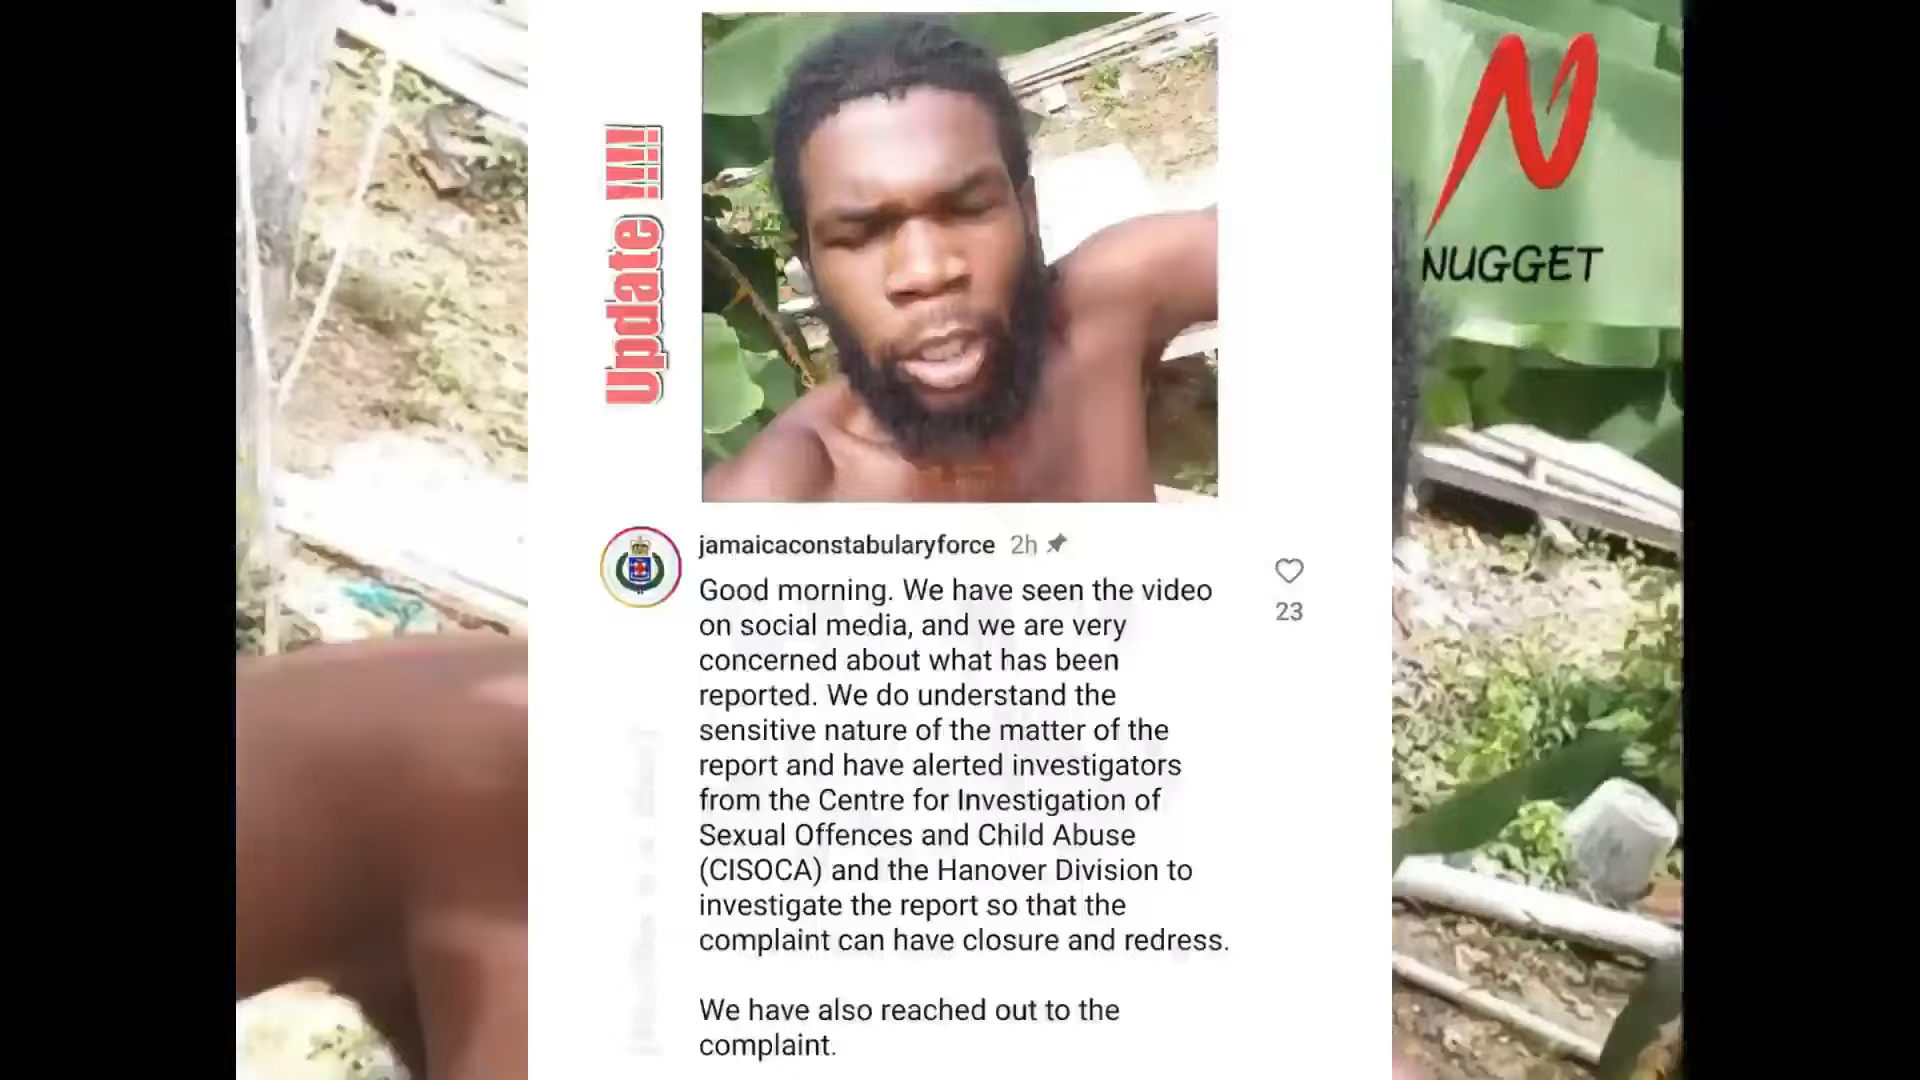 Update !!!!
NUGGET
jamaicaconstabularyforce 2h
Good morning. We have seen the video
on social media, and we are very
concerned about what has been
reported. We do understand the
sensitive nature of the matter of the
report and have alerted investigators
from the Centre for Investigation of
Sexual Offences and Child Abuse
(CISOCA) and the Hanover Division to
investigate the report so that the
complaint can have closure and redress.
We have also reached out to the
complaint.
23